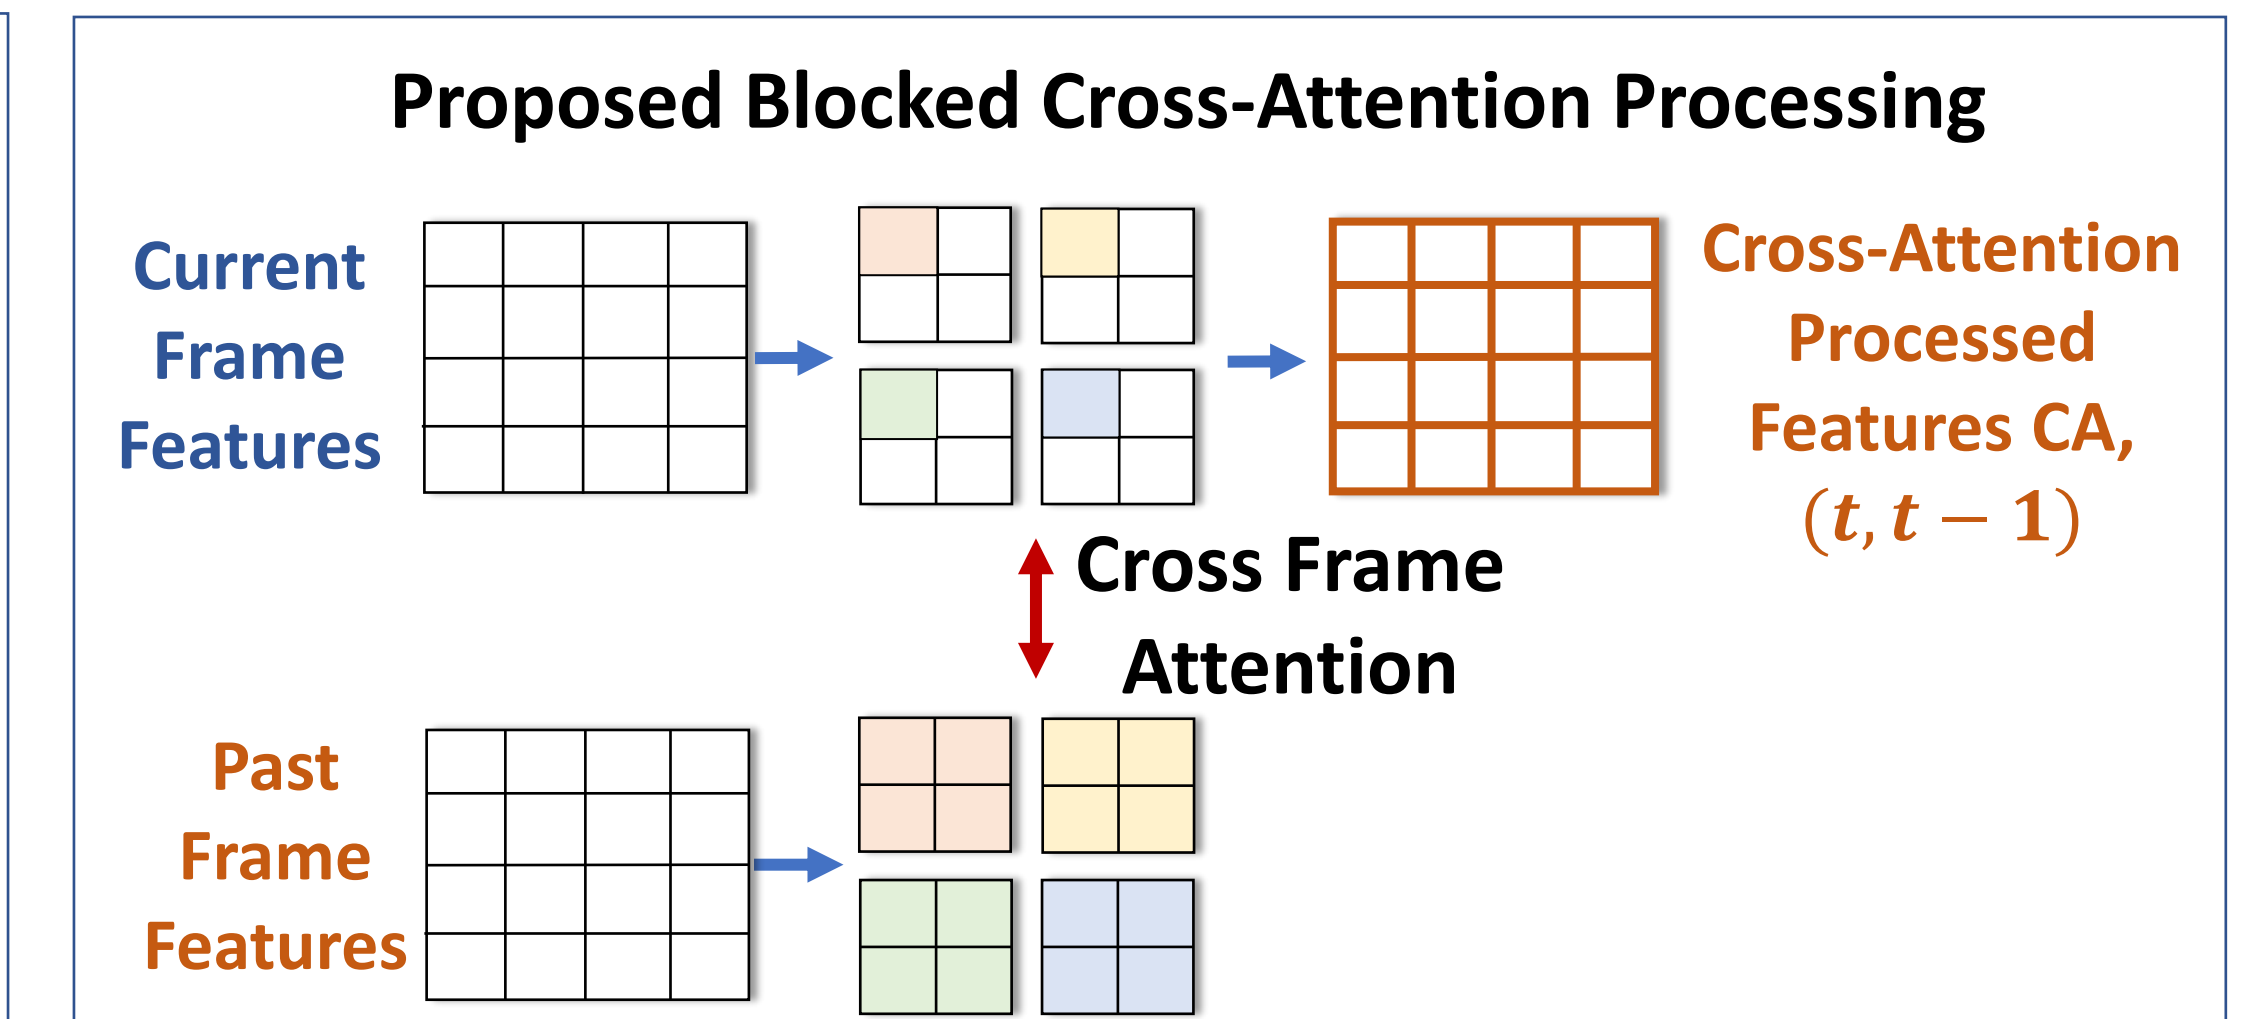 Proposed Blocked Cross-Attention Processing
Current
Frame
Features
Cross-Attention
Processed
Features CA,
(t, t − 1)
Cross Frame
Attention
Past
Frame
Features